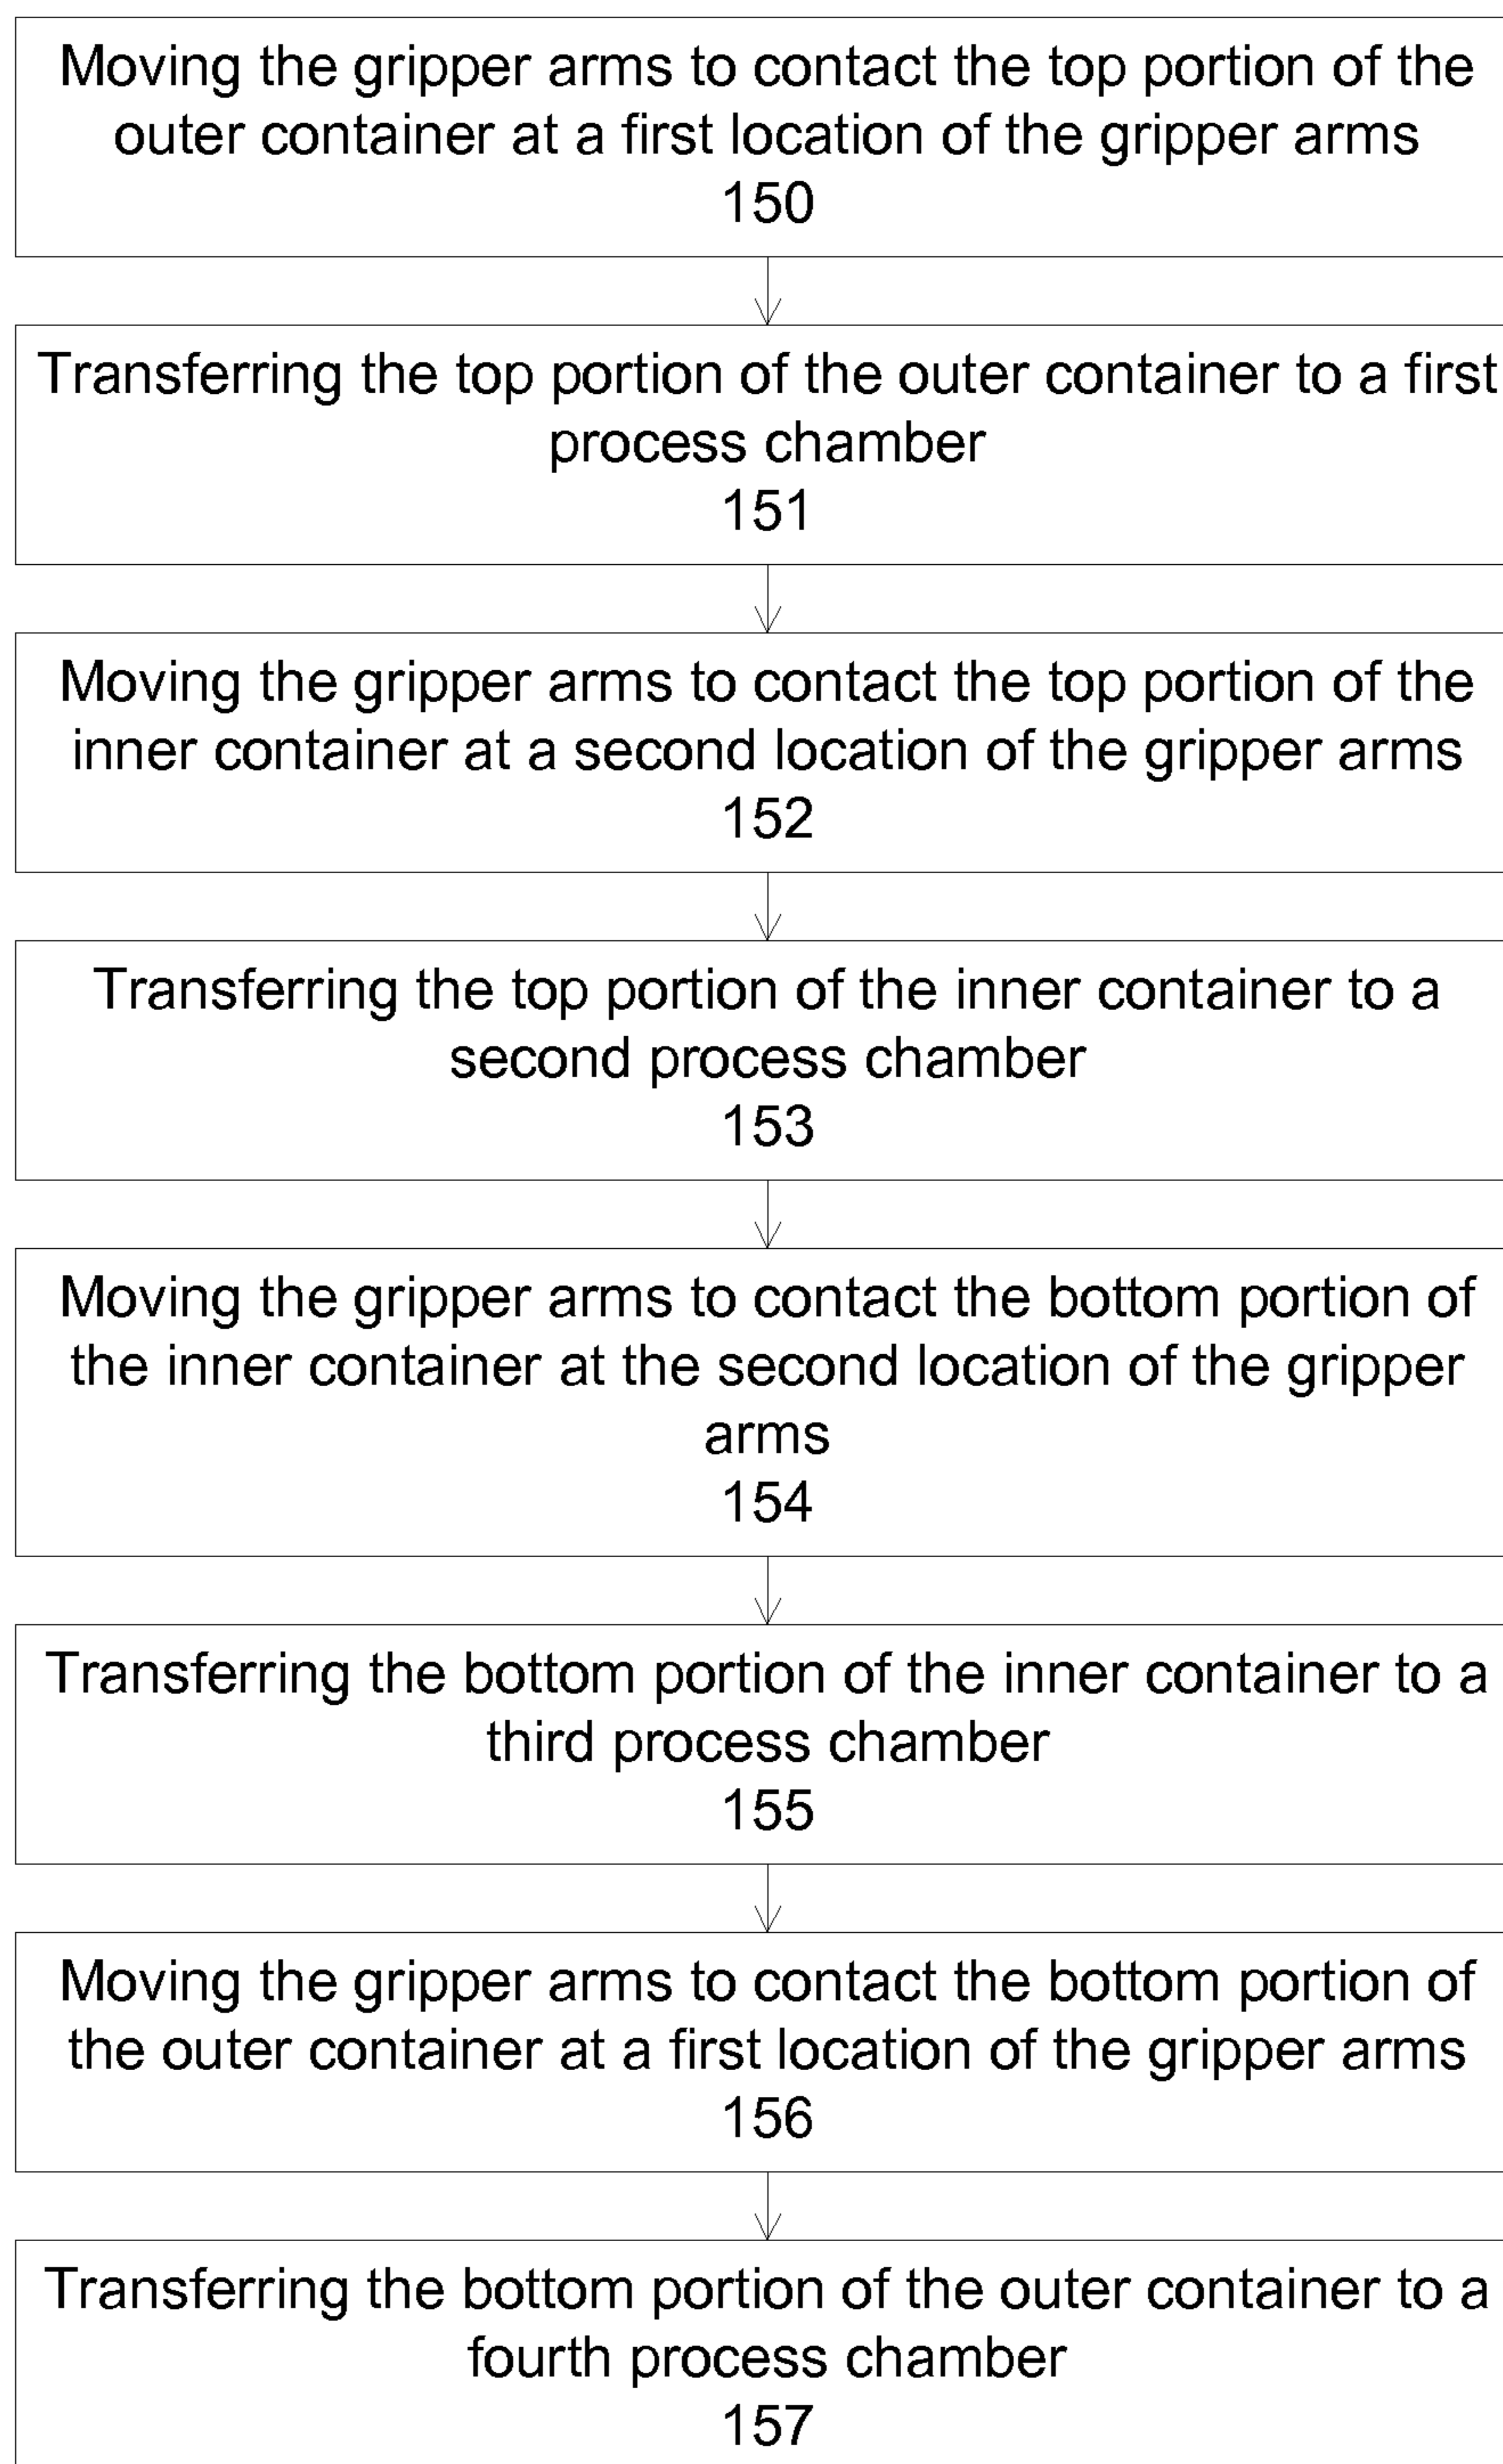 Moving the gripper arms to contact the top portion of the
outer container at a first location of the gripper arms
150
Transferring the top portion of the outer container to a first
process chamber
151
Moving the gripper arms to contact the top portion of the
inner container at a second location of the gripper arms
152
Transferring the top portion of the inner container to a
second process chamber
153
Moving the gripper arms to contact the bottom portion of
the inner container at the second location of the gripper
arms
154
Transferring the bottom portion of the inner container to a
third process chamber
155
Moving the gripper arms to contact the bottom portion of
the outer container at a first location of the gripper arms
156
Transferring the bottom portion of the outer container to a
fourth process chamber
157